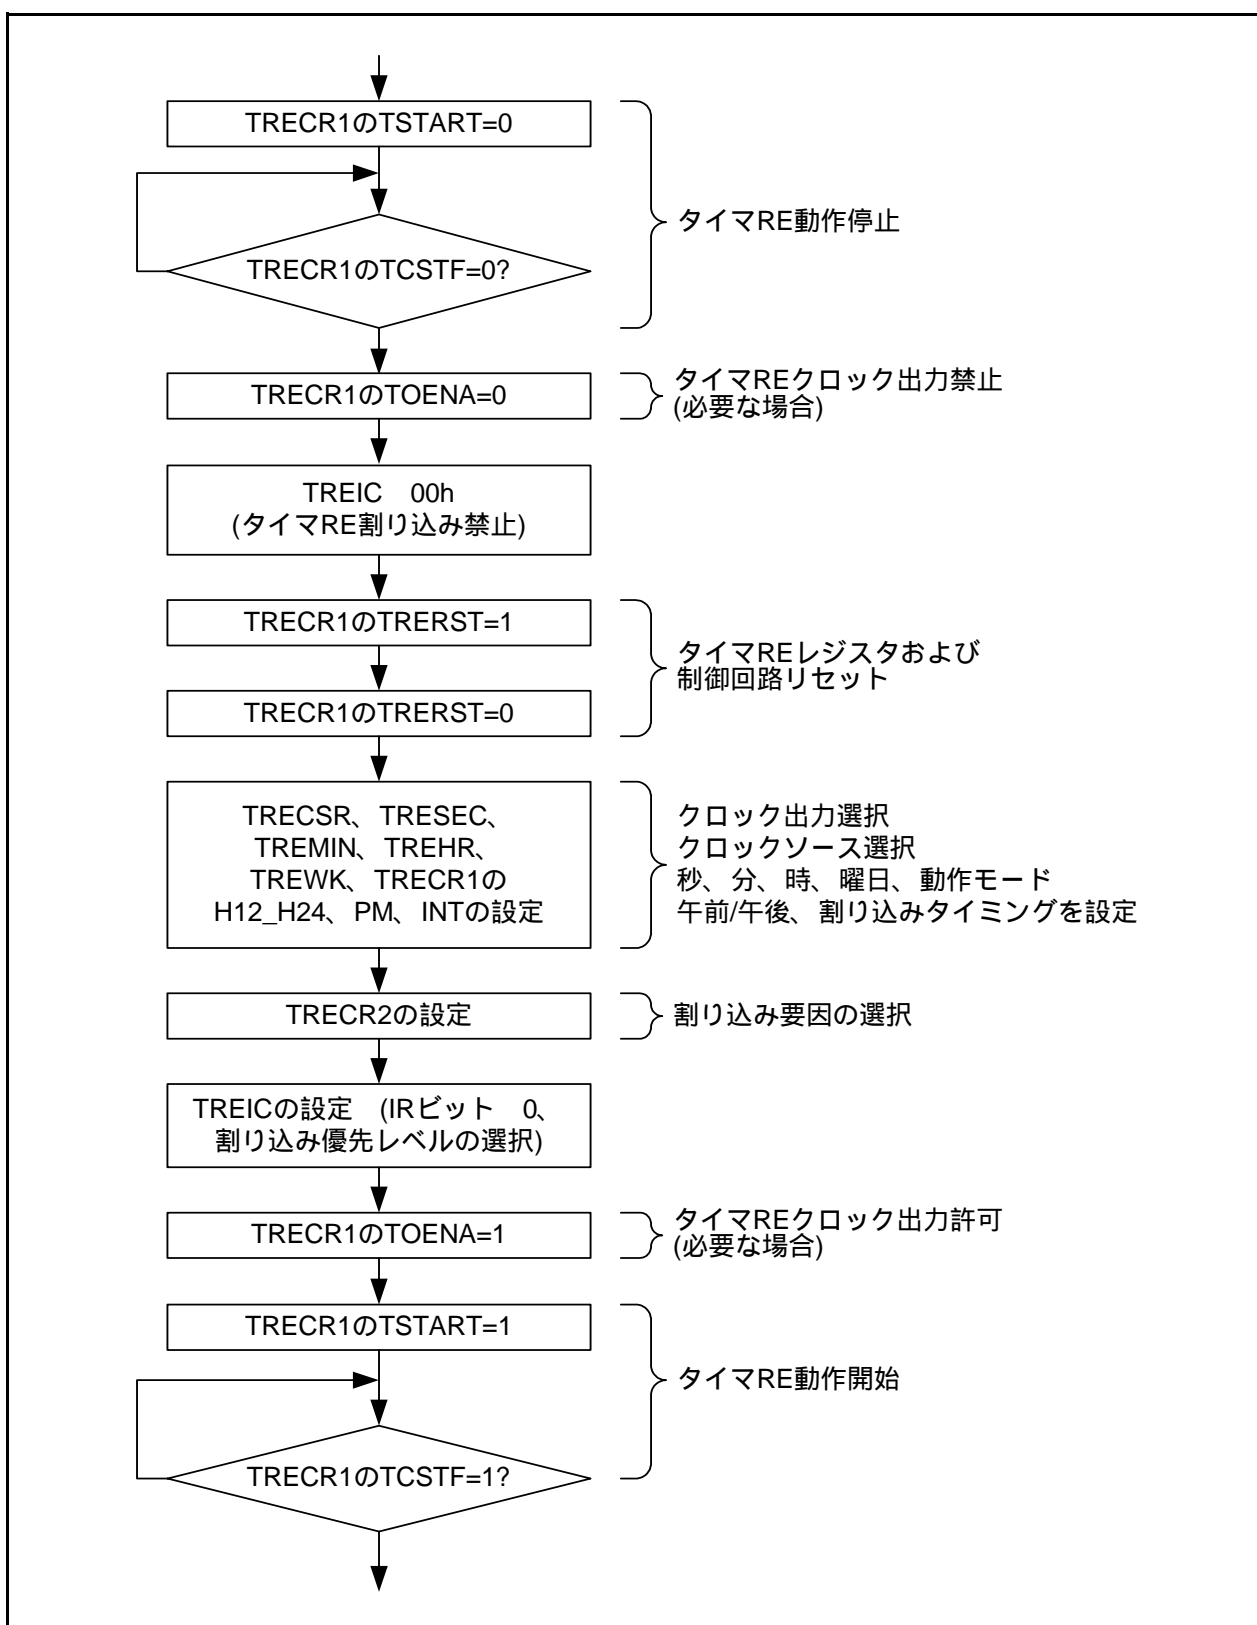 TRECR1のTSTART=0
タイマRE動作停止
TRECR1のTCSTF=0?
タイマREクロック出力禁止
(必要な場合)
TRECR1のTOENA=0
TREIC 00h
(タイマRE割り込み禁止)
TRECR1のTRERST=1
タイマREレジスタおよび
制御回路リセット
TRECR1のTRERST=0
TRECSR、TRESEC、
TREMIN、TREHR、
TREWK、TRECR1の
H12_H24、PM、INTの設定
クロック出力選択
クロックソース選択
秒、分、時、曜日、動作モード
午前/午後、割り込みタイミングを設定
TRECR2の設定
割り込み要因の選択
TREICの設定 (IRビット 0、
割り込み優先レベルの選択)
TRECR1のTOENA=1
タイマREクロック出力許可
(必要な場合)
TRECR1のTSTART=1
タイマRE動作開始
TRECR1のTCSTF=1?